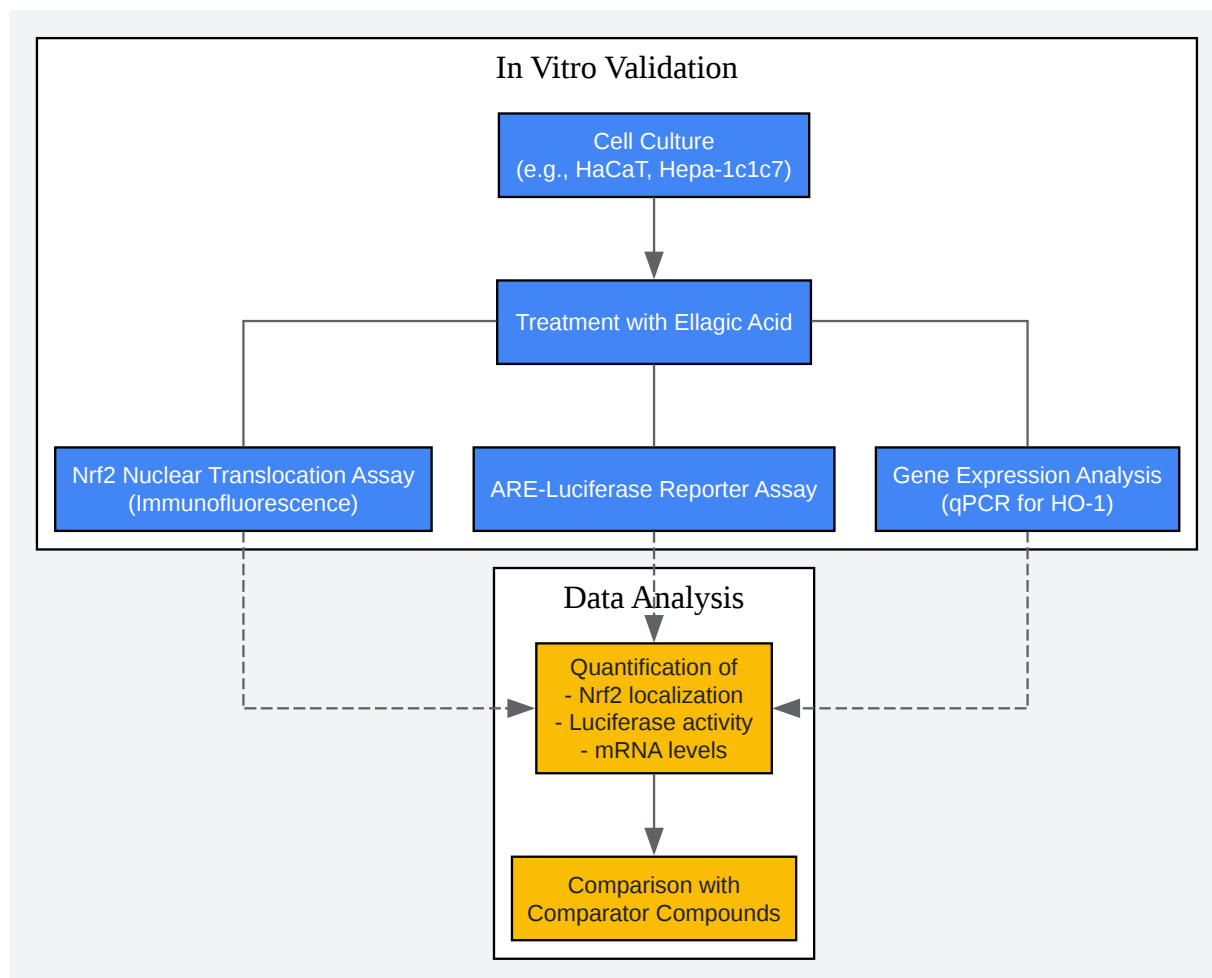 In Vitro Validation
Cell Culture
(e.g., HaCaT, Hepa-1c1c7)
Treatment with Ellagic Acid
Nrf2 Nuclear Translocation Assay
(Immunofluorescence)
ARE-Luciferase Reporter Assay
Gene Expression Analysis
(qPCR for HO-1)
Data Analysis
Quantification of
- Nrf2 localization
- Luciferase activity
- mRNA levels
Comparison with
Comparator Compounds